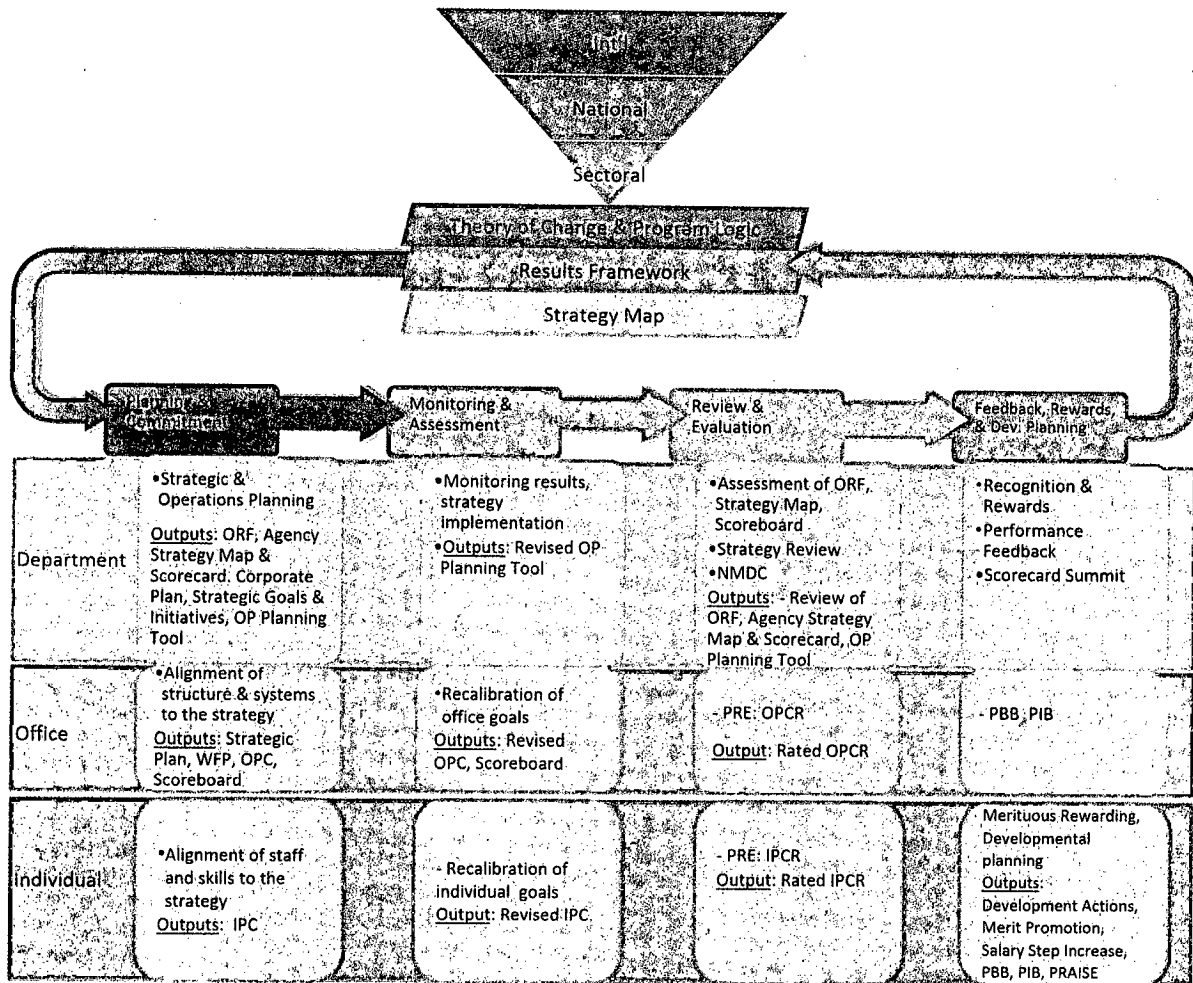 Int'l
National
Sectoral
Theory of Change & Program Logic
Results Framework
Strategy Map
Planning &
Commitment
Monitoring &
Assessment
Review &
Evaluation
Feedback, Rewards,
& Dev. Planning
Department
•Strategic &
Operations Planning
Outputs: ORF, Agency
Strategy Map &
Scorecard. Corporate
Plan, Strategic Goals &
Initiatives, OP Planning
Tool
•Monitoring results,
strategy
implementation
•Outputs: Revised OP
Planning Tool
•Assessment of ORF,
Strategy Map,
Scoreboard
•Strategy Review
•NMDC
Outputs: - Review of
ORF, Agency Strategy
Map & Scorecard, OP
Planning Tool
•Recognition &
Rewards
•Performance
Feedback
•Scorecard Summit
Office
•Alignment of
structure & systems
to the strategy
Outputs: Strategic
Plan, WFP, OPC,
Scoreboard
•Recalibration of
office goals
Outputs: Revised
OPC, Scoreboard
- PRE: OPCR
Output: Rated OPCR
- PBB, PIB
individual
•Alignment of staff
and skills to the
strategy
Outputs: IPC
- Recalibration of
individual goals
Output: Revised IPC
- PRE: IPCR
Output: Rated IPCR
Merituous Rewarding,
Developmental
planning
Outputs:
Development Actions,
Merit Promotion,
Salary Step Increase,
PBB, PIB, PRAISE